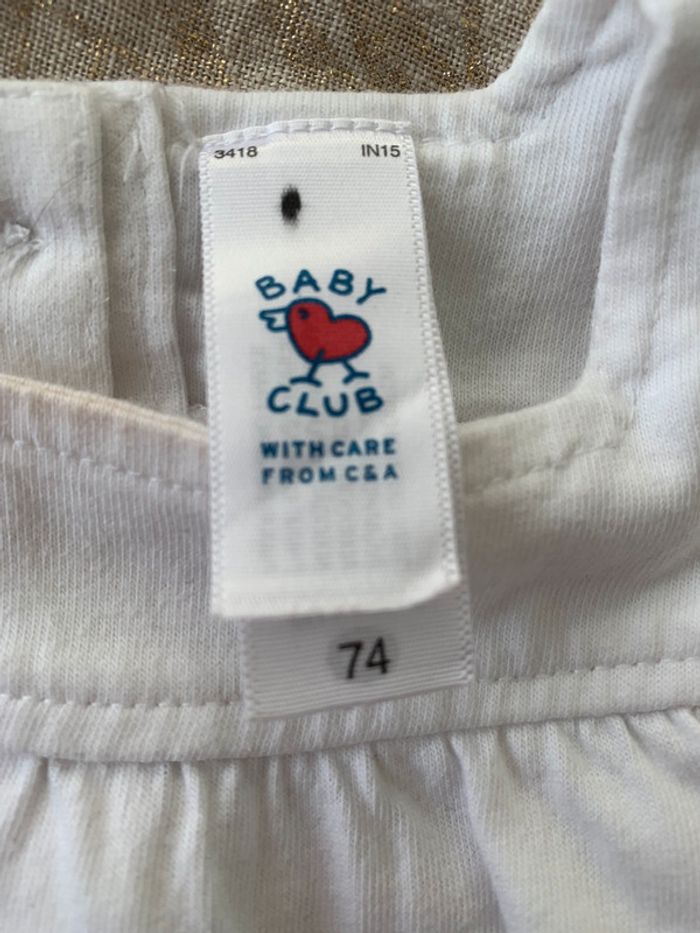 3418 IN15
BABY
CLUB
WITH CARE
FROM C&A
74